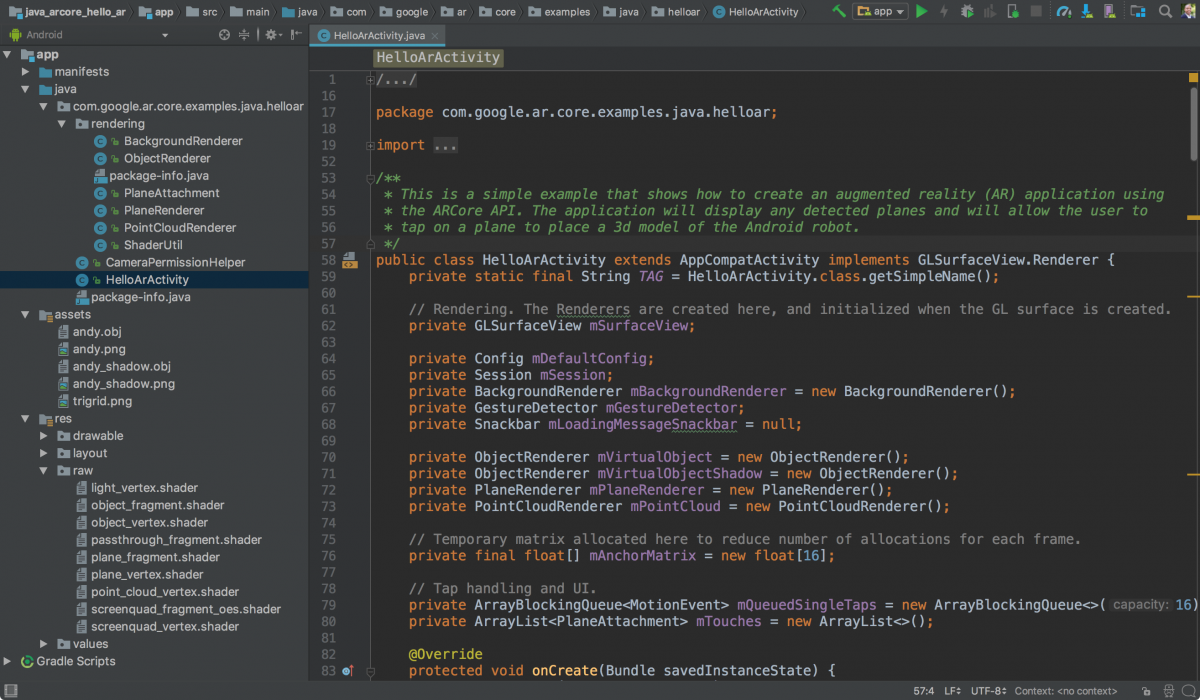 java_arcore_hello_ar app src main java com google ar core examples java helloar HelloArActivity app
Android
HelloArActivity.java
app
manifests
java
com.google.ar.core.examples.java.helloar
rendering
BackgroundRenderer
ObjectRenderer
package-info.java
PlaneAttachment
PlaneRenderer
PointCloudRenderer
ShaderUtil
CameraPermissionHelper
HelloArActivity
package-info.java
assets
andy.obj
andy.png
andy_shadow.obj
andy_shadow.png
trigrid.png
res
drawable
layout
raw
light_vertex.shader
object_fragment.shader
object_vertex.shader
passthrough_fragment.shader
plane_fragment.shader
plane_vertex.shader
point_cloud_vertex.shader
screenquad_fragment_oes.shader
screenquad_vertex.shader
values
Gradle Scripts
HelloArActivity
1 /.../
16
17 package com.google.ar.core.examples.java.helloar;
18
19 import ...
52
53 /**
54 * This is a simple example that shows how to create an augmented reality (AR) application using
55 * the ARCore API. The application will display any detected planes and will allow the user to
56 * tap on a plane to place a 3d model of the Android robot.
57 */
58 public class HelloArActivity extends AppCompatActivity implements GLSurfaceView.Renderer {
59 private static final String TAG = HelloArActivity.class.getSimpleName();
60
61 // Rendering. The Renderers are created here, and initialized when the GL surface is created.
62 private GLSurfaceView mSurfaceView;
63
64 private Config mDefaultConfig;
65 private Session mSession;
66 private BackgroundRenderer mBackgroundRenderer = new BackgroundRenderer();
67 private GestureDetector mGestureDetector;
68 private Snackbar mLoadingMessageSnackbar = null;
69
70 private ObjectRenderer mVirtualObject = new ObjectRenderer();
71 private ObjectRenderer mVirtualObjectShadow = new ObjectRenderer();
72 private PlaneRenderer mPlaneRenderer = new PlaneRenderer();
73 private PointCloudRenderer mPointCloud = new PointCloudRenderer();
74
75 // Temporary matrix allocated here to reduce number of allocations for each frame.
76 private final float[] mAnchorMatrix = new float[16];
77
78 // Tap handling and UI.
79 private ArrayBlockingQueue<MotionEvent> mQueuedSingleTaps = new ArrayBlockingQueue<>( capacity: 16)
80 private ArrayList<PlaneAttachment> mTouches = new ArrayList<>();
81
82 @Override
83 protected void onCreate(Bundle savedInstanceState) {
57:4 LF UTF-8 Context: <no context>